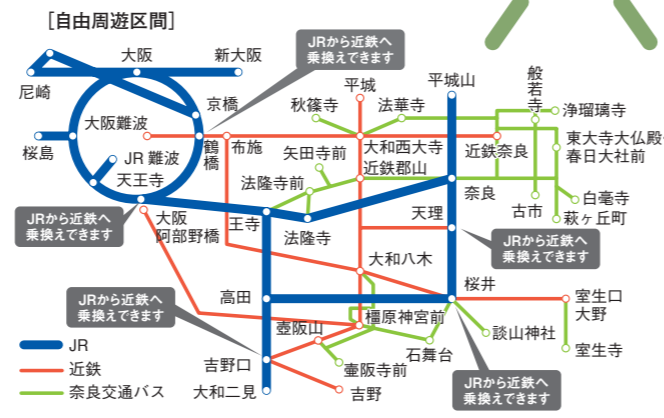 [自由周遊区間]
大阪
新大阪
JRから近鉄へ
乗換えできます
尼崎
京橋
平城
平城山
般若寺
秋篠寺
法華寺
浄瑠璃寺
大阪難波
桜島
鶴橋
布施
矢田寺前
大和西大寺
近鉄奈良
東大寺大仏殿・
春日大社前
JR 難波
天王寺
法隆寺前
近鉄郡山
奈良
白毫寺
古市
萩ヶ丘町
JRから近鉄へ
乗換えできます
大阪
阿部野橋
王寺
法隆寺
天理
JRから近鉄へ
乗換えできます
大和八木
桜井
JRから近鉄へ
乗換えできます
高田
橿原神宮前
室生口
大野
壺阪山
談山神社
石舞台
室生寺
JR
近鉄
奈良交通バス
吉野口
壷阪寺前
大和二見
吉野
JRから近鉄へ
乗換えできます